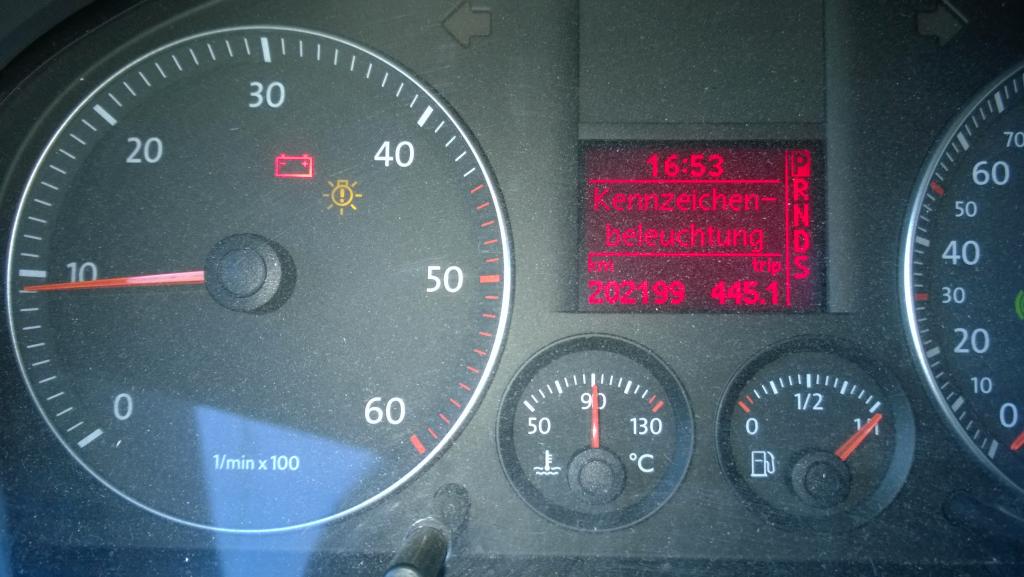 0
10
20
30
40
50
60
1/min x 100
16:53
Kennzeichen-
beleuchtung
km trip
202199 445.1
P
R
N
D
S
50 90 130
°C
0 1/2 1/1
70
60
50
40
30
20
10
0